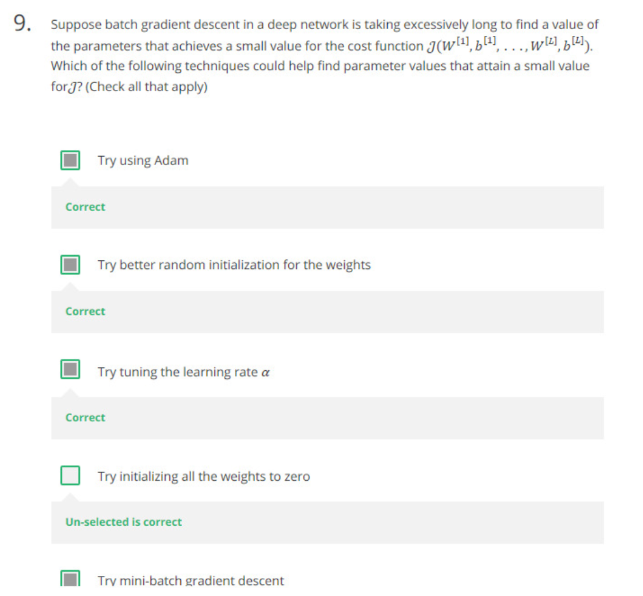 9. Suppose batch gradient descent in a deep network is taking excessively long to find a value of
the parameters that achieves a small value for the cost function 𝒥(W^[1], b^[1], . . . , W^[L], b^[L]).
Which of the following techniques could help find parameter values that attain a small value
for𝒥? (Check all that apply)
Try using Adam
Correct
Try better random initialization for the weights
Correct
Try tuning the learning rate α
Correct
Try initializing all the weights to zero
Un-selected is correct
Try mini-batch gradient descent